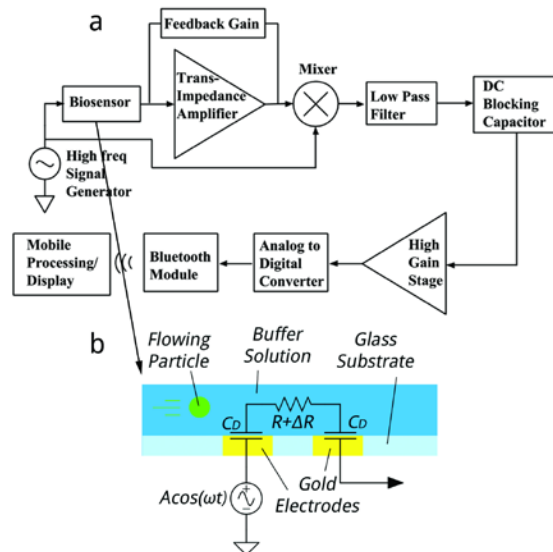 a
Feedback Gain
Biosensor
Trans-
Impedance
Amplifier
Mixer
Low Pass
Filter
DC
Blocking
Capacitor
High freq
Signal
Generator
Mobile
Processing/
Display
Bluetooth
Module
Analog to
Digital
Converter
High
Gain
Stage
b
Flowing
Particle
Buffer
Solution
Glass
Substrate
C_D
R+ΔR
C_D
Gold
Electrodes
Acos(ωt)
+
−